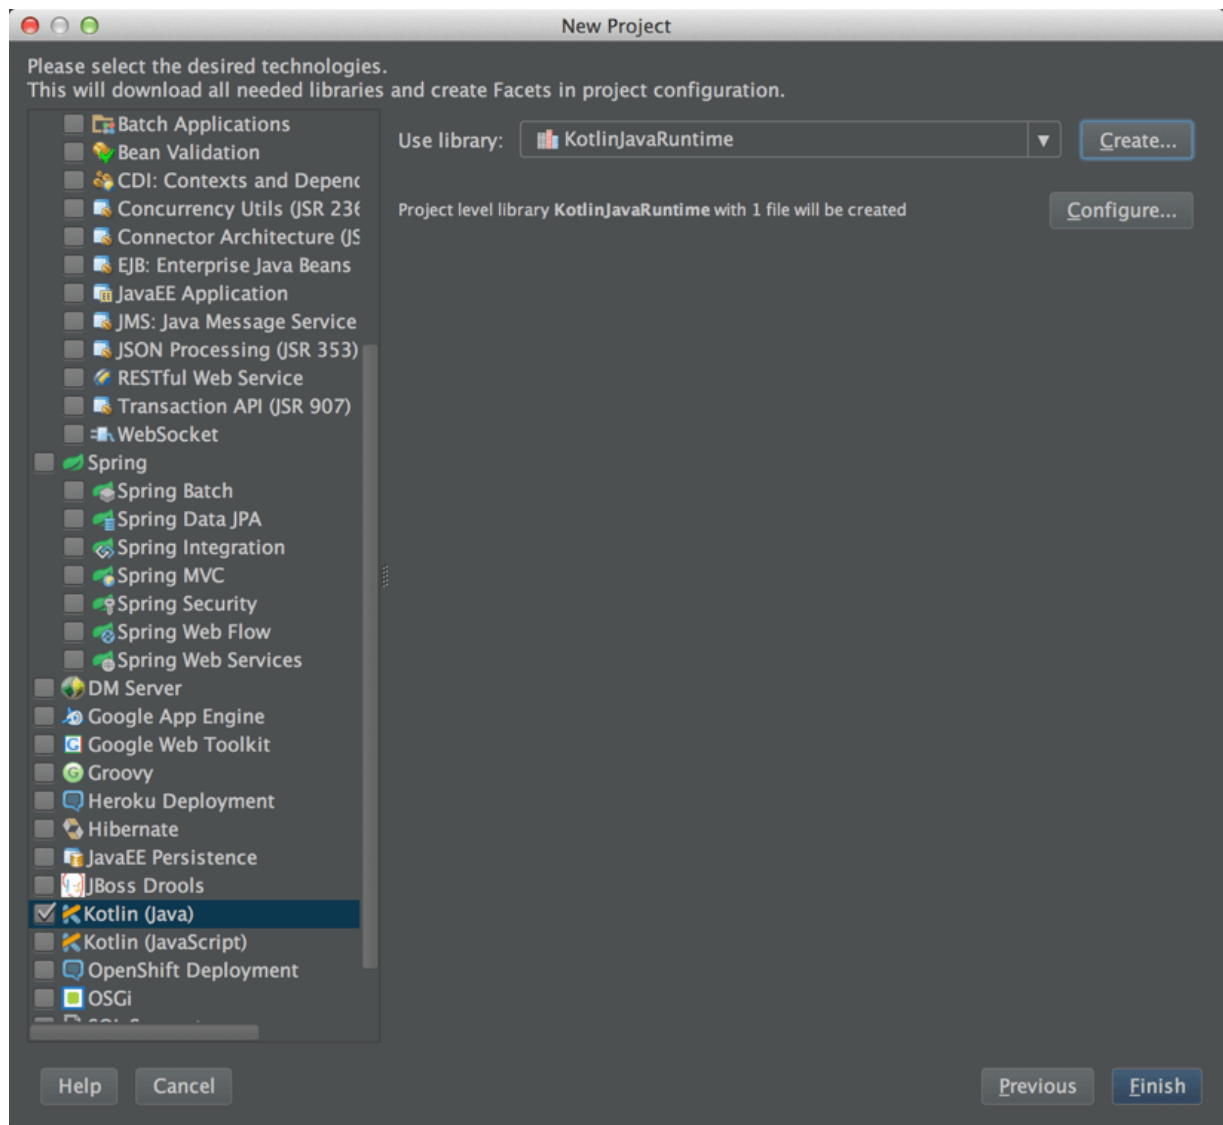 New Project
Please select the desired technologies.
This will download all needed libraries and create Facets in project configuration.
Batch Applications
Bean Validation
CDI: Contexts and Depend
Concurrency Utils (JSR 236
Connector Architecture (JS
EJB: Enterprise Java Beans
JavaEE Application
JMS: Java Message Service
JSON Processing (JSR 353)
RESTful Web Service
Transaction API (JSR 907)
WebSocket
Spring
Spring Batch
Spring Data JPA
Spring Integration
Spring MVC
Spring Security
Spring Web Flow
Spring Web Services
DM Server
Google App Engine
Google Web Toolkit
Groovy
Heroku Deployment
Hibernate
JavaEE Persistence
JBoss Drools
Kotlin (Java)
Kotlin (JavaScript)
OpenShift Deployment
OSGi
Use library: KotlinJavaRuntime Create...
Project level library KotlinJavaRuntime with 1 file will be created Configure...
Help Cancel Previous Finish